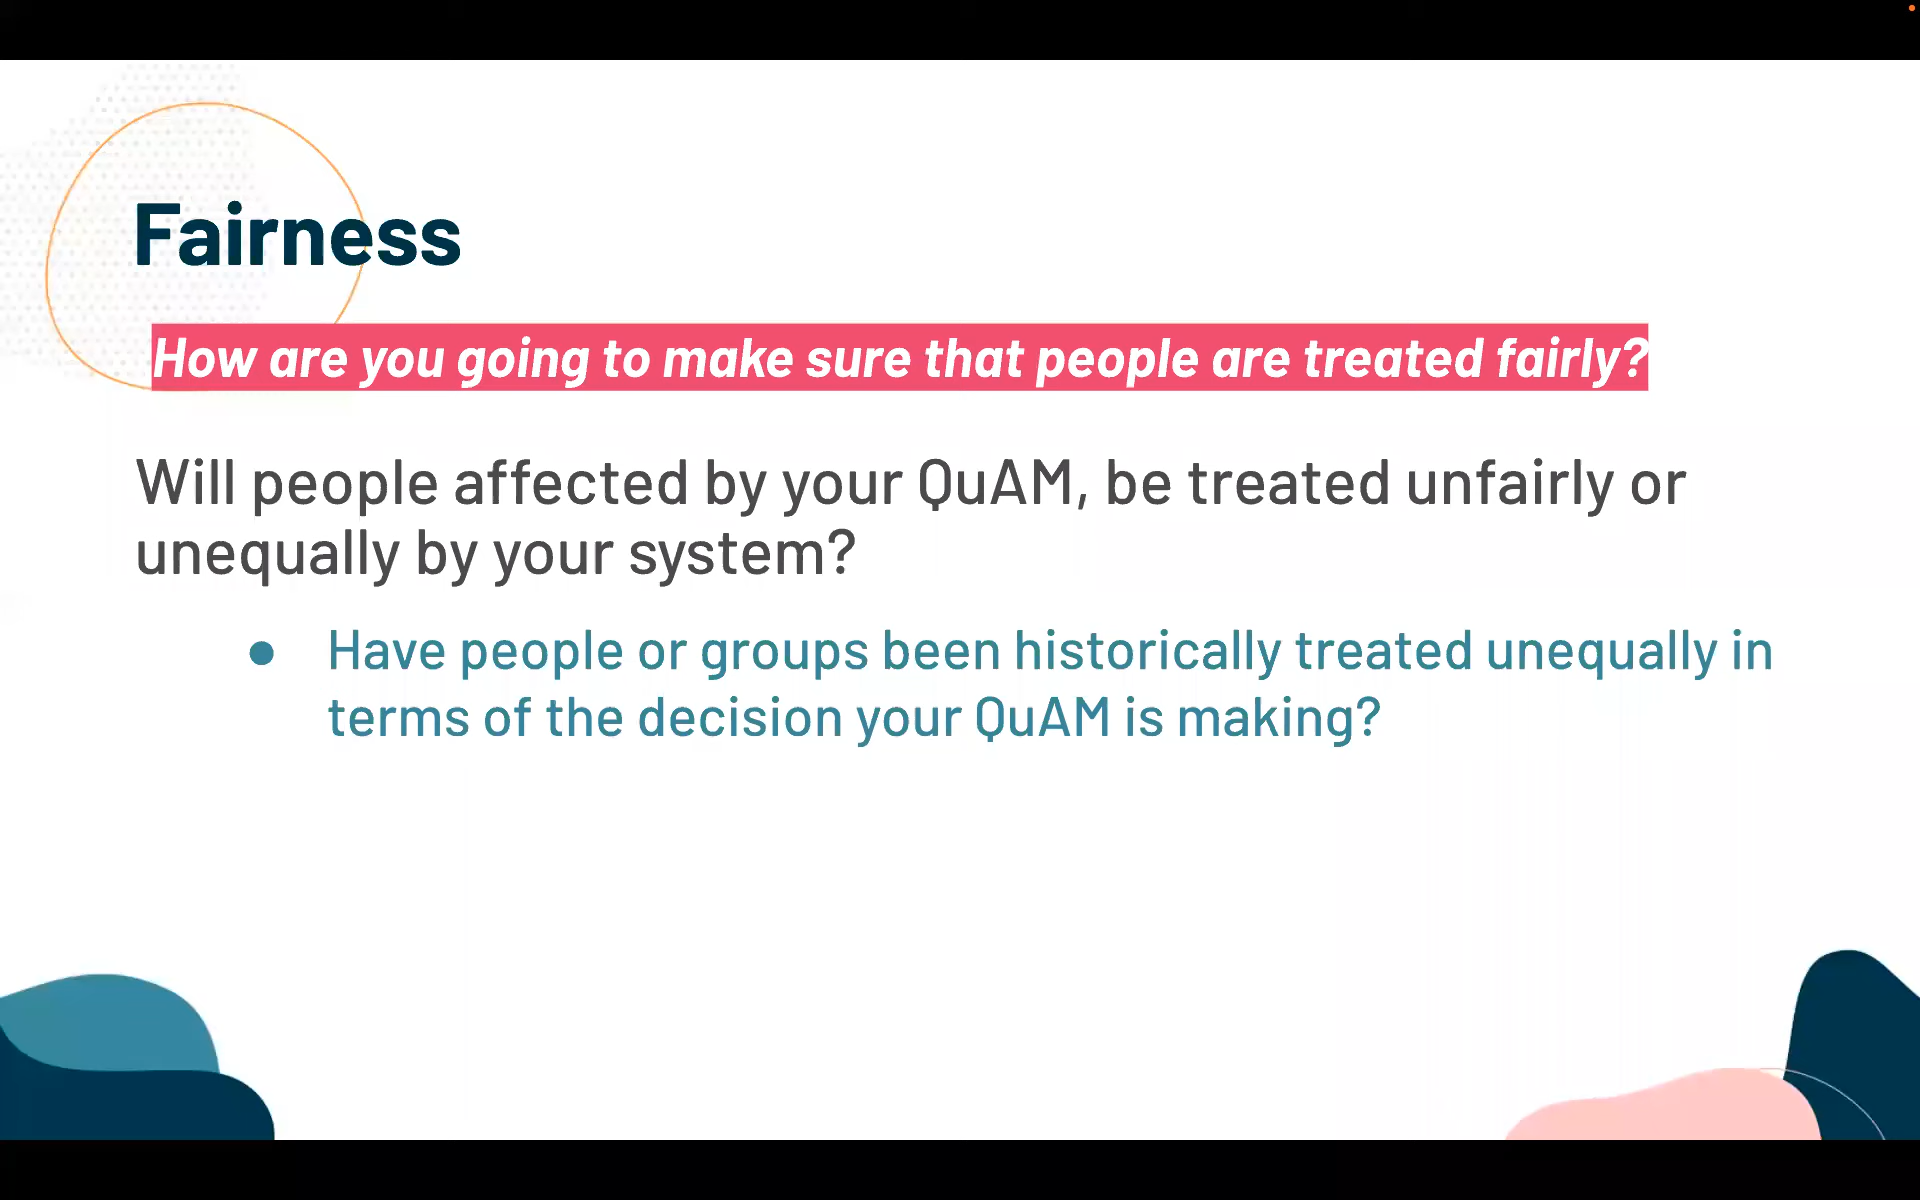 Fairness
How are you going to make sure that people are treated fairly?
Will people affected by your QuAM, be treated unfairly or
unequally by your system?
● Have people or groups been historically treated unequally in
terms of the decision your QuAM is making?